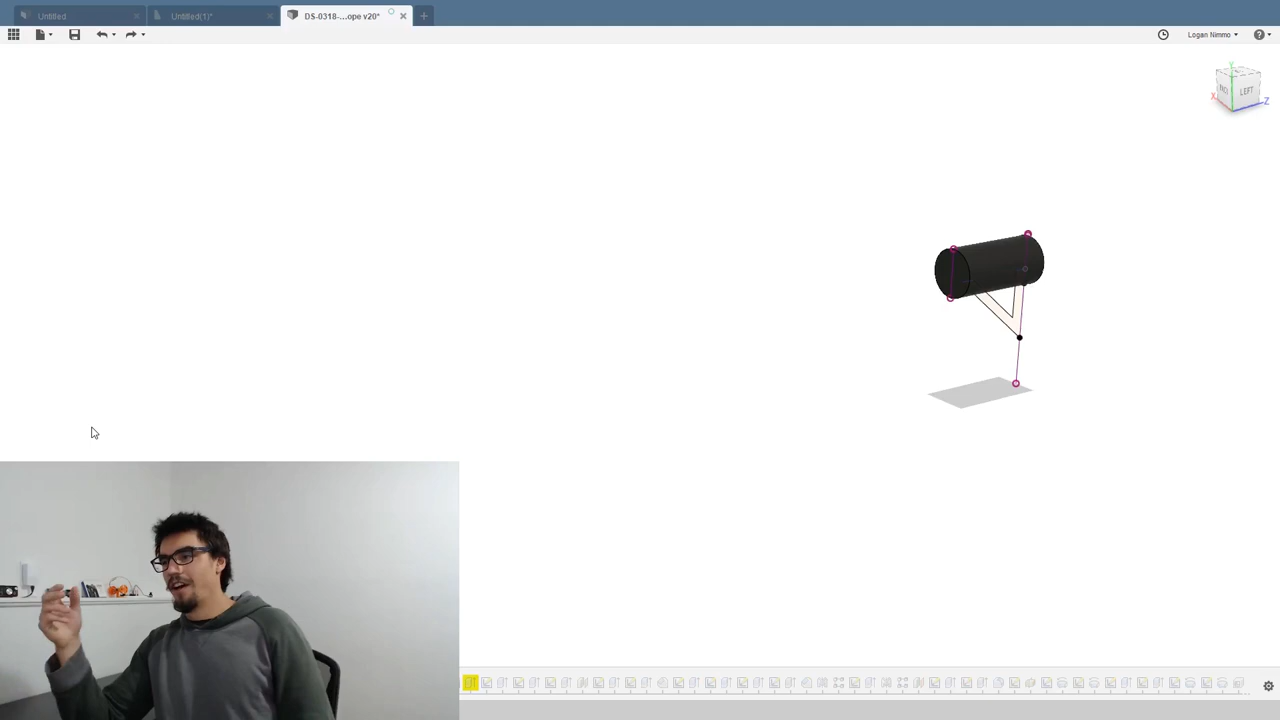 Untitled
Untitled(1)*
DS-0318-...ope v20*
Logan Nimmo
Y
LEFT
X
Z